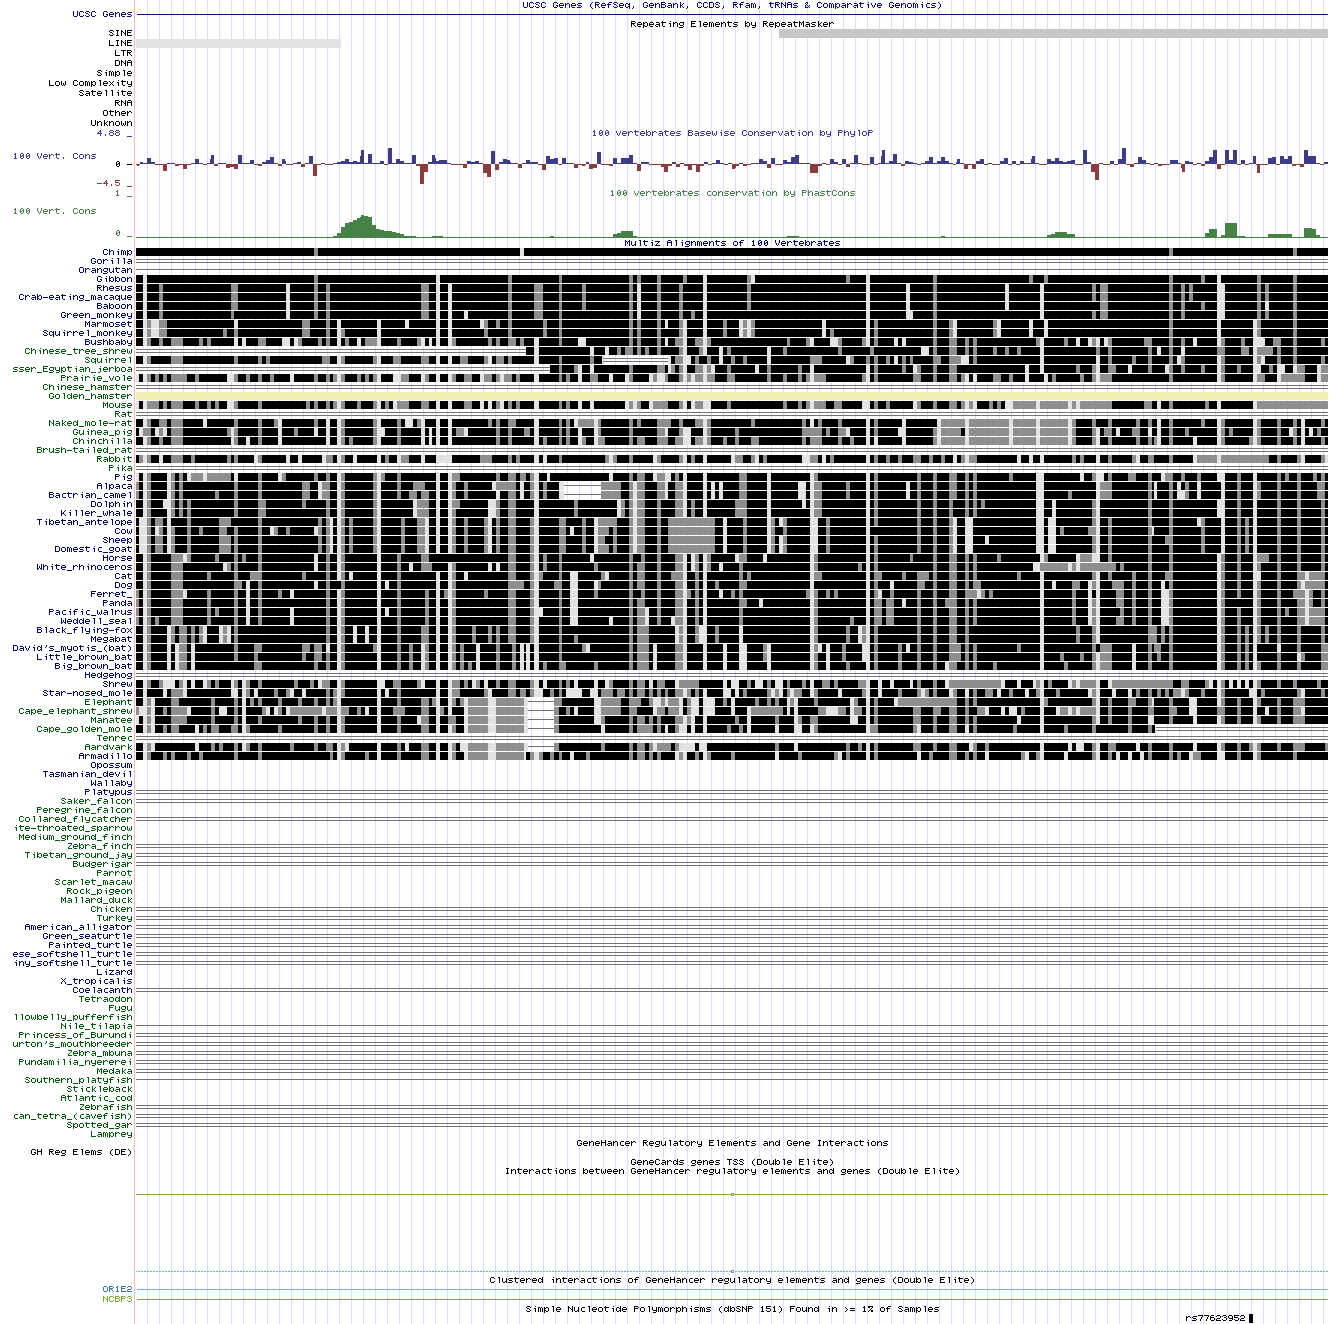 UCSC Genes (RefSeq, GenBank, CCDS, Rfam, tRNAs & Comparative Genomics)
UCSC Genes
Repeating Elements by RepeatMasker
SINE
LINE
LTR
DNA
Simple
Low Complexity
Satellite
RNA
Other
Unknown
4.88 _
100 vertebrates Basewise Conservation by PhyloP
100 Vert. Cons
0 _
-4.5 _
1 _
100 vertebrates conservation by PhastCons
100 Vert. Cons
0 _
Multiz Alignments of 100 Vertebrates
Chimp
Gorilla
Orangutan
Gibbon
Rhesus
Crab-eating_macaque
Baboon
Green_monkey
Marmoset
Squirrel_monkey
Bushbaby
Chinese_tree_shrew
Squirrel
sser_Egyptian_jerboa
Prairie_vole
Chinese_hamster
Golden_hamster
Mouse
Rat
Naked_mole-rat
Guinea_pig
Chinchilla
Brush-tailed_rat
Rabbit
Pika
Pig
Alpaca
Bactrian_camel
Dolphin
Killer_whale
Tibetan_antelope
Cow
Sheep
Domestic_goat
Horse
White_rhinoceros
Cat
Dog
Ferret_
Panda
Pacific_walrus
Weddell_seal
Black_flying-fox
Megabat
David's_myotis_(bat)
Little_brown_bat
Big_brown_bat
Hedgehog
Shrew
Star-nosed_mole
Elephant
Cape_elephant_shrew
Manatee
Cape_golden_mole
Tenrec
Aardvark
Armadillo
Opossum
Tasmanian_devil
Wallaby
Platypus
Saker_falcon
Peregrine_falcon
Collared_flycatcher
ite-throated_sparrow
Medium_ground_finch
Zebra_finch
Tibetan_ground_jay
Budgerigar
Parrot
Scarlet_macaw
Rock_pigeon
Mallard_duck
Chicken
Turkey
American_alligator
Green_seaturtle
Painted_turtle
ese_softshell_turtle
iny_softshell_turtle
Lizard
X_tropicalis
Coelacanth
Tetraodon
Fugu
llowbelly_pufferfish
Nile_tilapia
Princess_of_Burundi
urton's_mouthbreeder
Zebra_mbuna
Pundamilia_nyererei
Medaka
Southern_platyfish
Stickleback
Atlantic_cod
Zebrafish
can_tetra_(cavefish)
Spotted_gar
Lamprey
GeneHancer Regulatory Elements and Gene Interactions
GH Reg Elems (DE)
GeneCards genes TSS (Double Elite)
Interactions between GeneHancer regulatory elements and genes (Double Elite)
Clustered interactions of GeneHancer regulatory elements and genes (Double Elite)
OR1E2
NCBP3
Simple Nucleotide Polymorphisms (dbSNP 151) Found in >= 1% of Samples
rs77623952